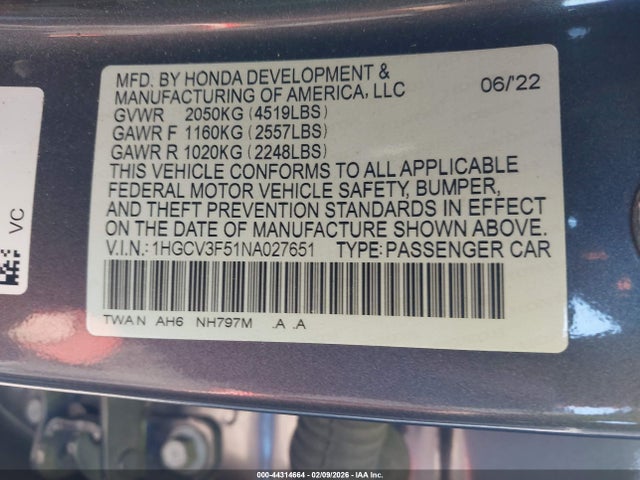 MFD. BY HONDA DEVELOPMENT &
MANUFACTURING OF AMERICA, LLC 06/'22
GVWR 2050KG (4519LBS)
GAWR F 1160KG (2557LBS)
GAWR R 1020KG (2248LBS)
THIS VEHICLE CONFORMS TO ALL APPLICABLE
FEDERAL MOTOR VEHICLE SAFETY, BUMPER,
AND THEFT PREVENTION STANDARDS IN EFFECT
ON THE DATE OF MANUFACTURE SHOWN ABOVE.
V.I.N.: 1HGCV3F51NA027651 TYPE: PASSENGER CAR
TWAN AH6 NH797M .A .A
VC
000-44314664 - 02/09/2026 - IAA Inc.